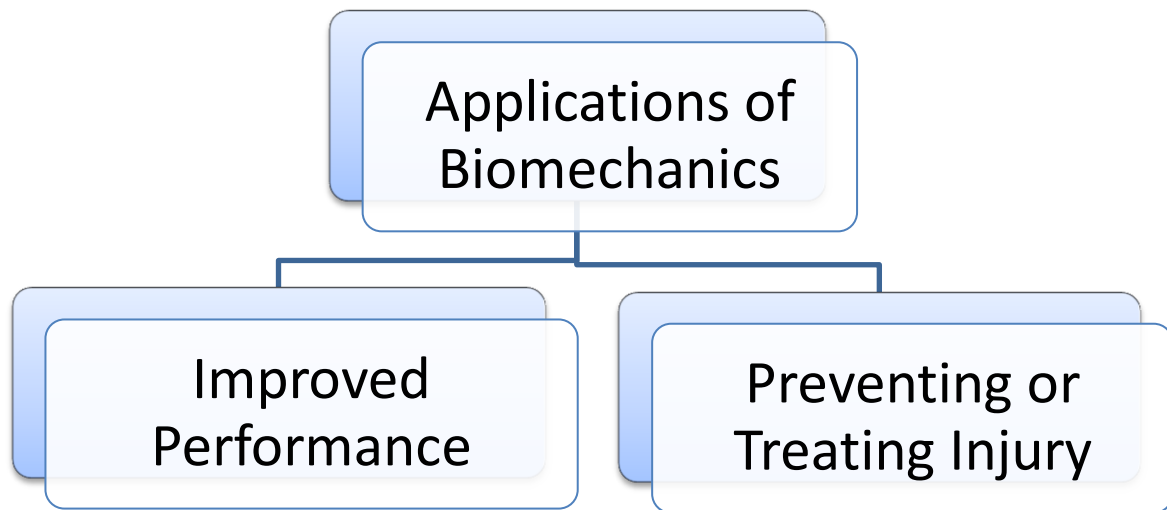 Applications of
Biomechanics
Improved
Performance
Preventing or
Treating Injury